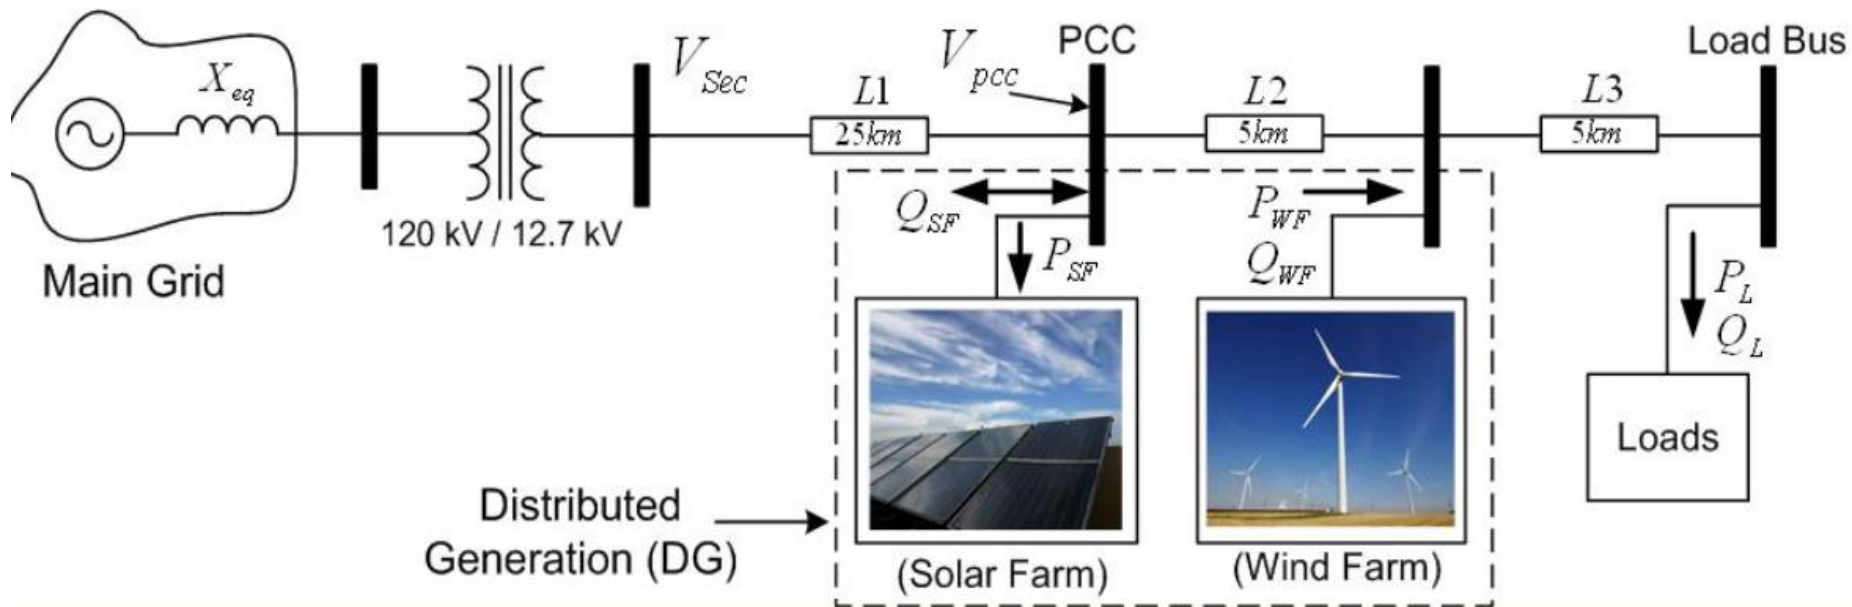 Main Grid
X_eq
120 kV / 12.7 kV
V_Sec
L1
25km
V_pcc
PCC
L2
5km
L3
5km
Load Bus
Q_SF
P_SF
P_WF
Q_WF
P_L
Q_L
Loads
Distributed
Generation (DG)
(Solar Farm)
(Wind Farm)